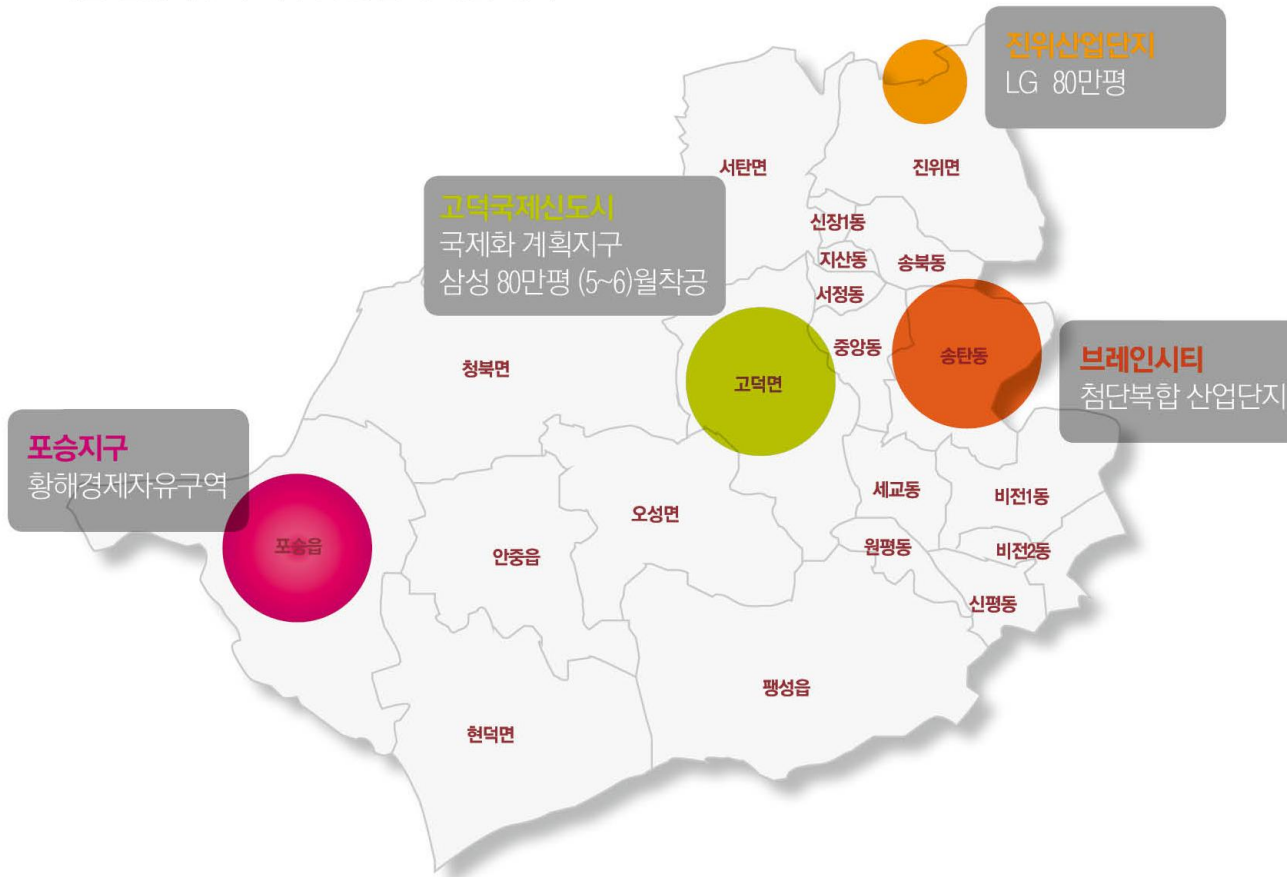 진위산업단지
LG 80만평
서탄면
진위면
고덕국제신도시
국제화 계획지구
삼성 80만평 (5~6)월착공
신장1동
지산동
송북동
서정동
중앙동
송탄동
브레인시티
첨단복합 산업단지
청북면
고덕면
포승지구
황해경제자유구역
세교동
비전1동
오성면
포승읍
안중읍
원평동
비전2동
신평동
팽성읍
현덕면